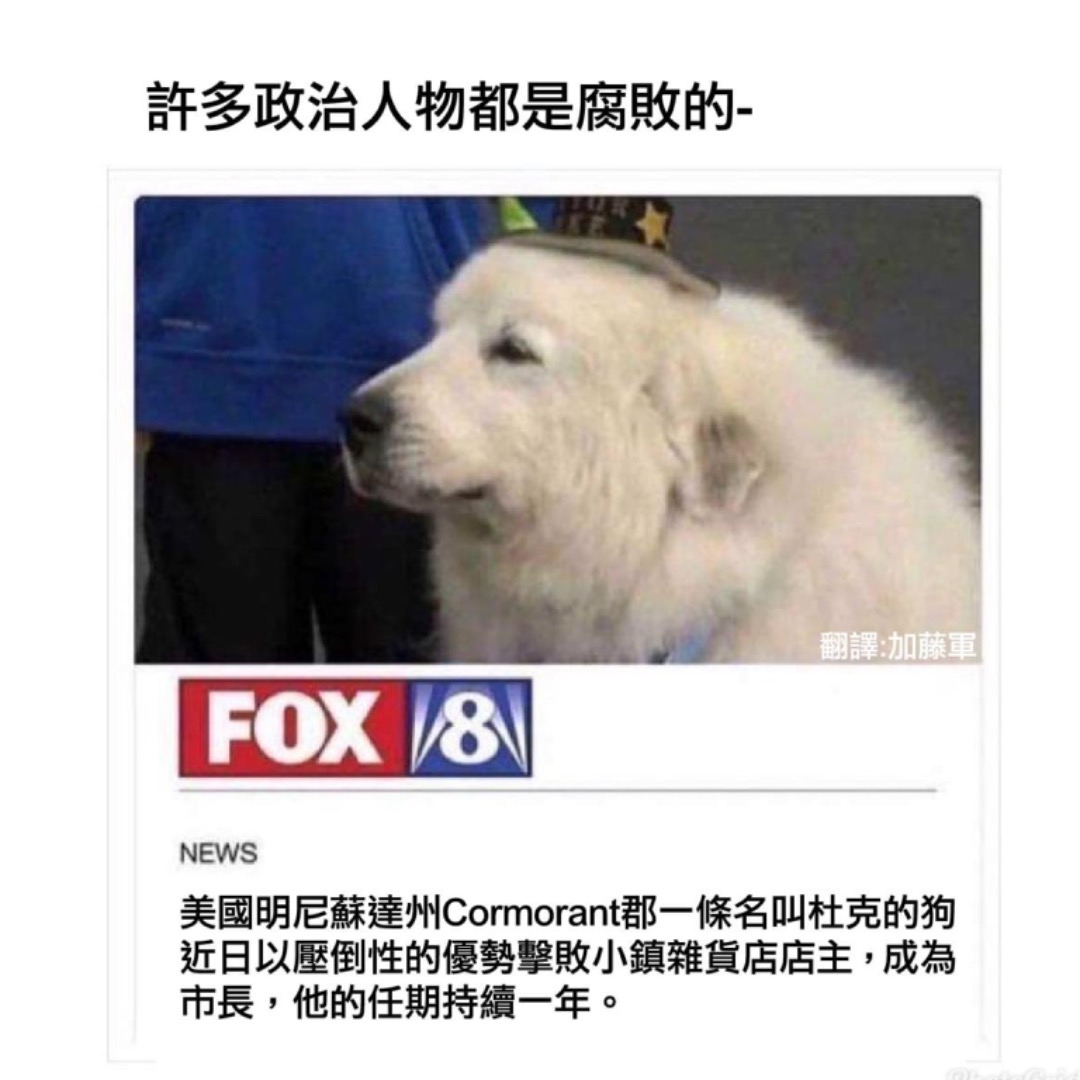 許多政治人物都是腐敗的-
翻譯:加藤軍
FOX 8
NEWS
美國明尼蘇達州Cormorant郡一條名叫杜克的狗
近日以壓倒性的優勢擊敗小鎮雜貨店店主，成為
市長，他的任期持續一年。